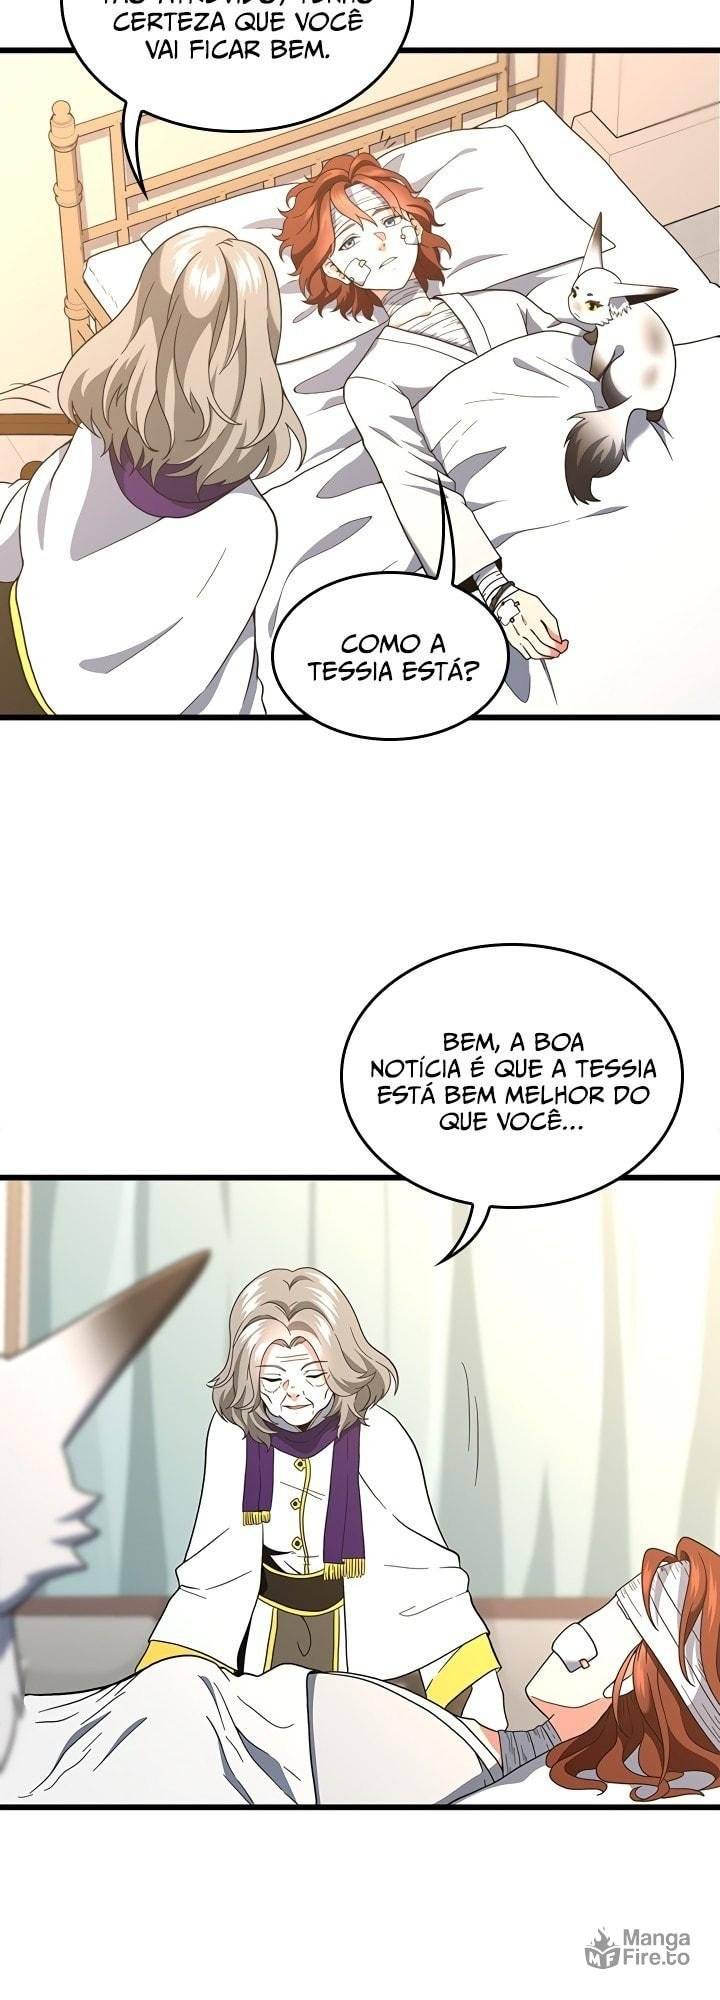 CERTEZA QUE VOCÊ
VAI FICAR BEM.
COMO A
TESSIA ESTÁ?
BEM, A BOA
NOTÍCIA É QUE A TESSIA
ESTÁ BEM MELHOR DO
QUE VOCÊ...
Manga
Fire.to
MF